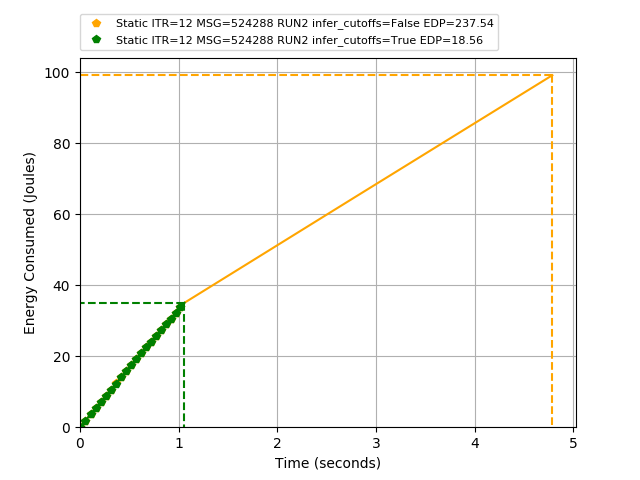 Static ITR=12 MSG=524288 RUN2 infer_cutoffs=False EDP=237.54
Static ITR=12 MSG=524288 RUN2 infer_cutoffs=True EDP=18.56
100
80
60
40
20
0
Energy Consumed (Joules)
0 1 2 3 4 5
Time (seconds)